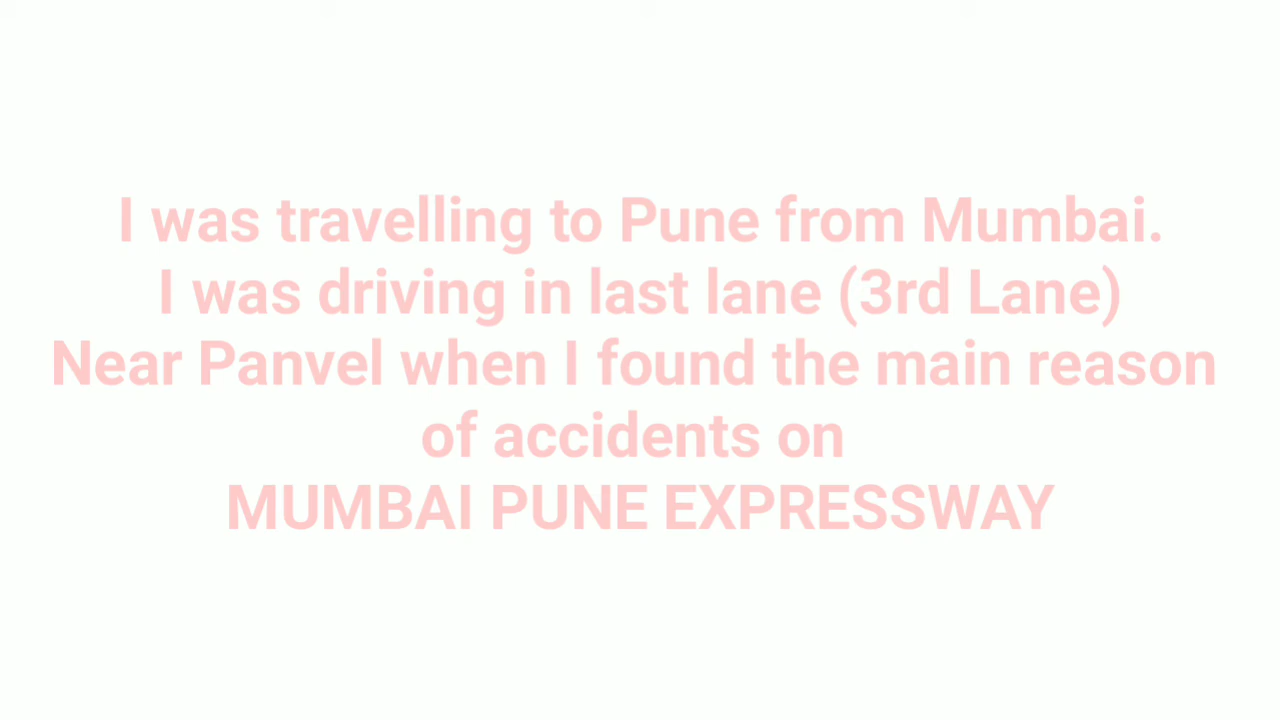 I was travelling to Pune from Mumbai.
I was driving in last lane (3rd Lane)
Near Panvel when I found the main reason
of accidents on
MUMBAI PUNE EXPRESSWAY